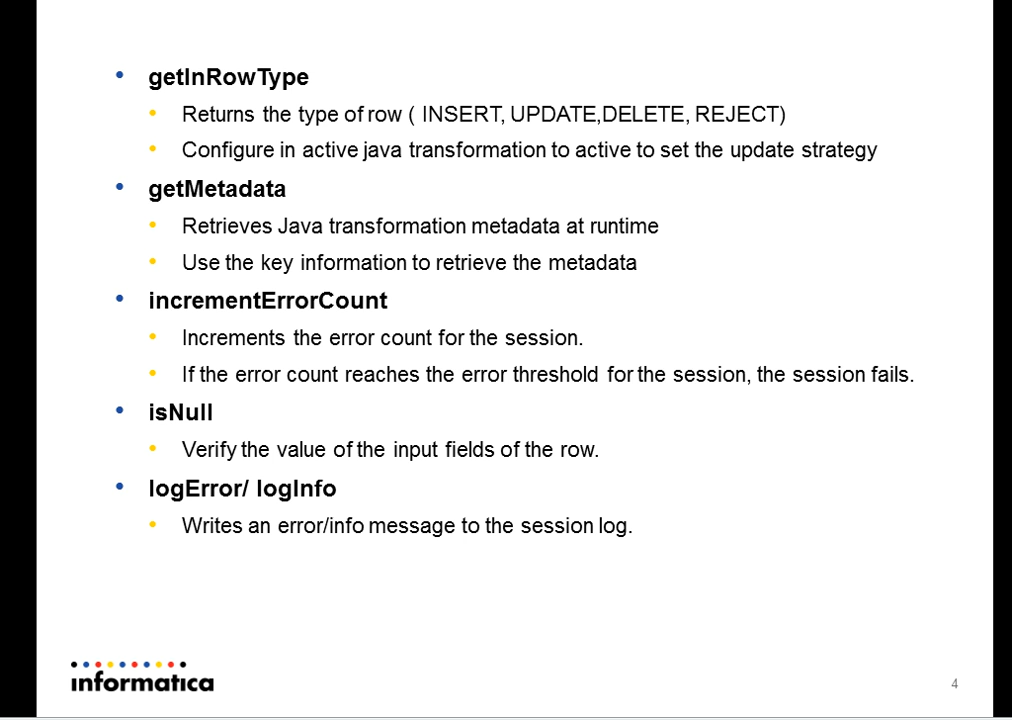 getInRowType
Returns the type of row ( INSERT, UPDATE,DELETE, REJECT)
Configure in active java transformation to active to set the update strategy
getMetadata
Retrieves Java transformation metadata at runtime
Use the key information to retrieve the metadata
incrementErrorCount
Increments the error count for the session.
If the error count reaches the error threshold for the session, the session fails.
isNull
Verify the value of the input fields of the row.
logError/ logInfo
Writes an error/info message to the session log.
informatica
4